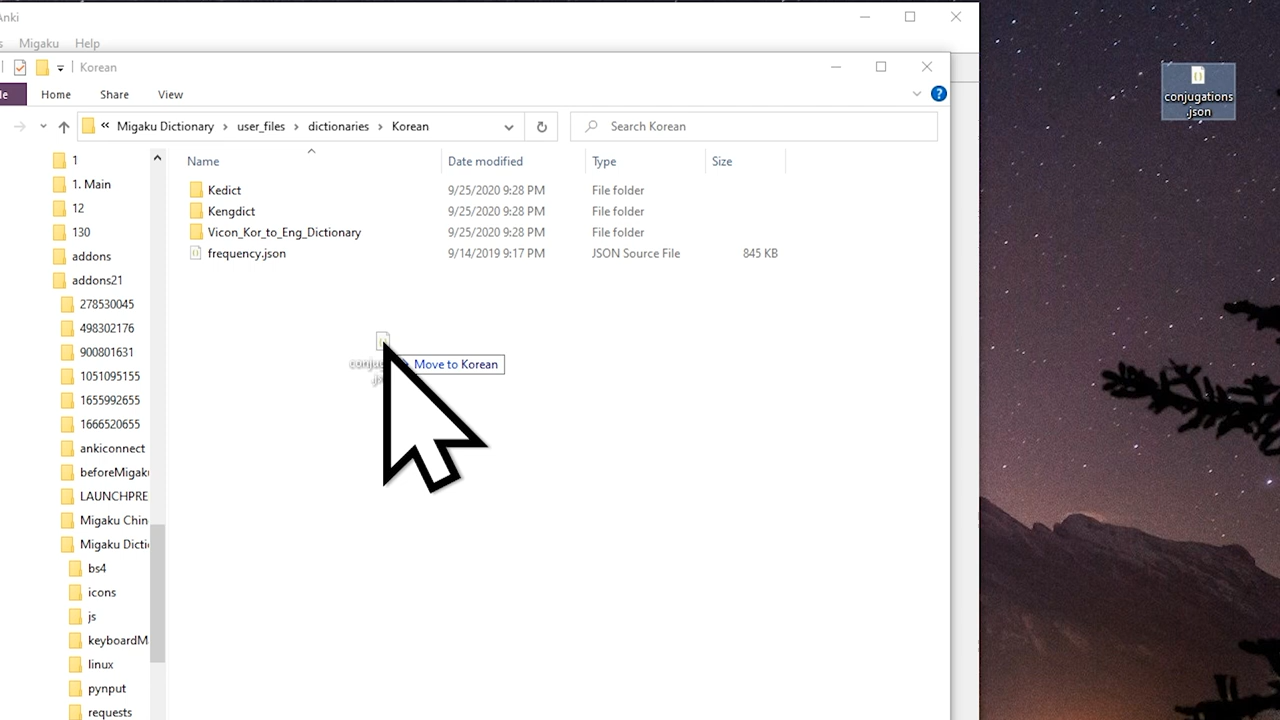 Anki
Migaku Help
Korean
Home Share View
Migaku Dictionary user_files dictionaries Korean
Search Korean
Name Date modified Type Size
Kedict 9/25/2020 9:28 PM File folder
Kengdict 9/25/2020 9:28 PM File folder
Vicon_Kor_to_Eng_Dictionary 9/25/2020 9:28 PM File folder
frequency.json 9/14/2019 9:17 PM JSON Source File 845 KB
Move to Korean
1
1. Main
12
130
addons
addons21
278530045
498302176
900801631
1051095155
1655992655
1666520655
ankiconnect
beforeMigaku
LAUNCHPRE
Migaku Chin
Migaku Dicti
bs4
icons
js
keyboardM
linux
pynput
requests
conjugations
.json